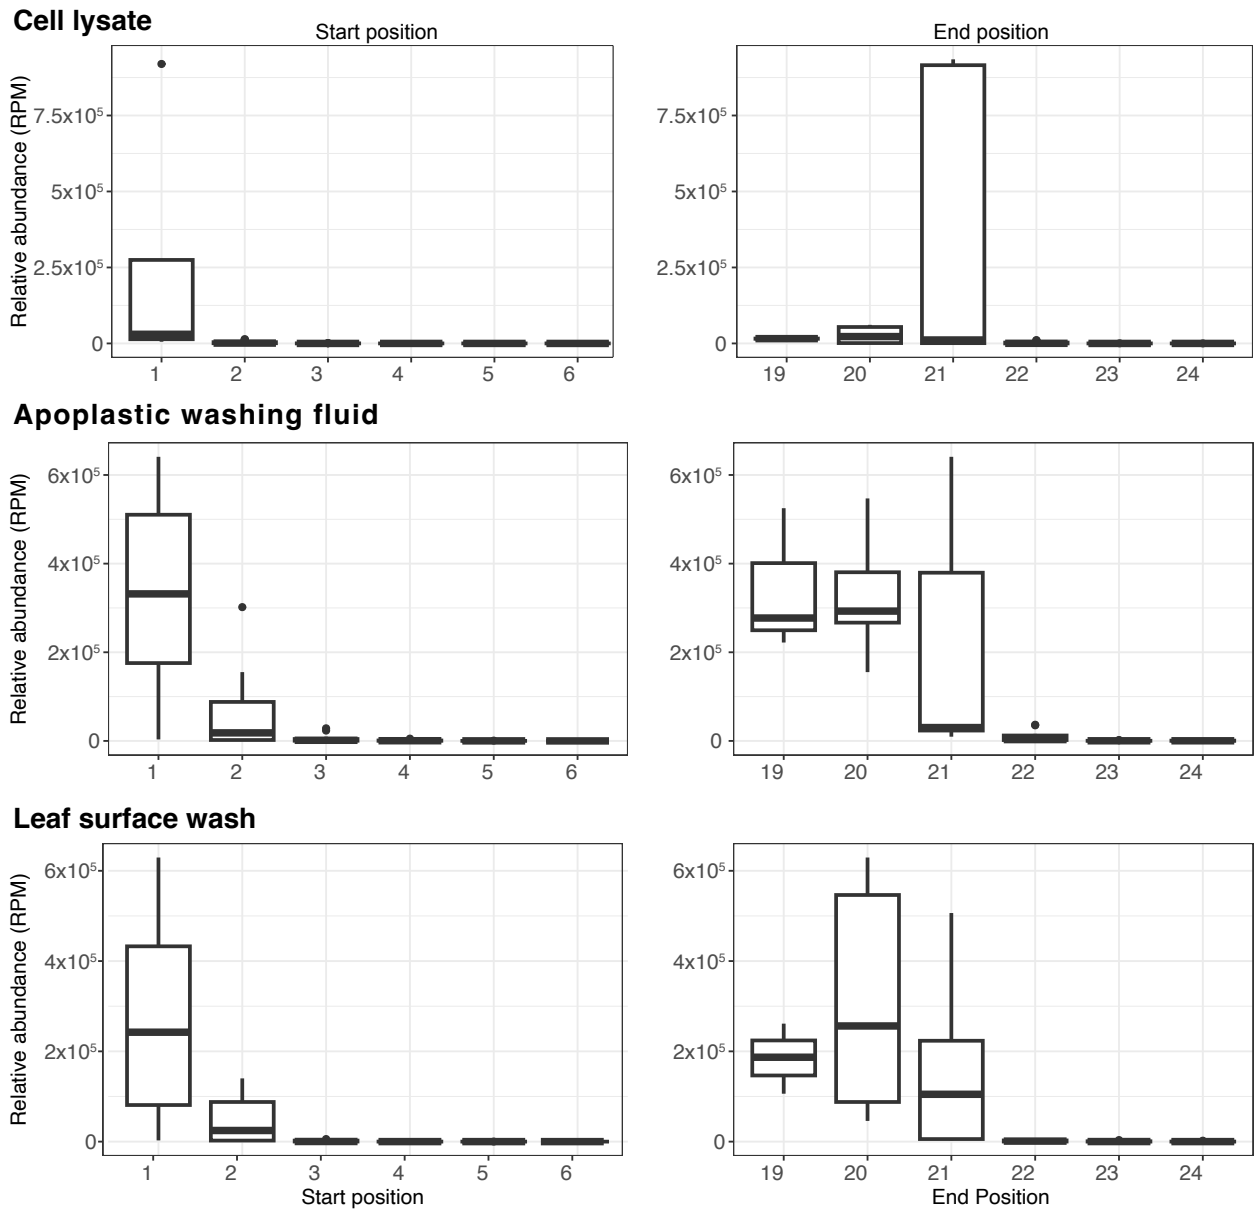 Cell lysate
Start position
End position
Relative abundance (RPM)
7.5x10⁵
5x10⁵
2.5x10⁵
0
1 2 3 4 5 6
7.5x10⁵
5x10⁵
2.5x10⁵
0
19 20 21 22 23 24
Apoplastic washing fluid
Relative abundance (RPM)
6x10⁵
4x10⁵
2x10⁵
0
1 2 3 4 5 6
6x10⁵
4x10⁵
2x10⁵
0
19 20 21 22 23 24
Leaf surface wash
Relative abundance (RPM)
6x10⁵
4x10⁵
2x10⁵
0
1 2 3 4 5 6
Start position
6x10⁵
4x10⁵
2x10⁵
0
19 20 21 22 23 24
End Position